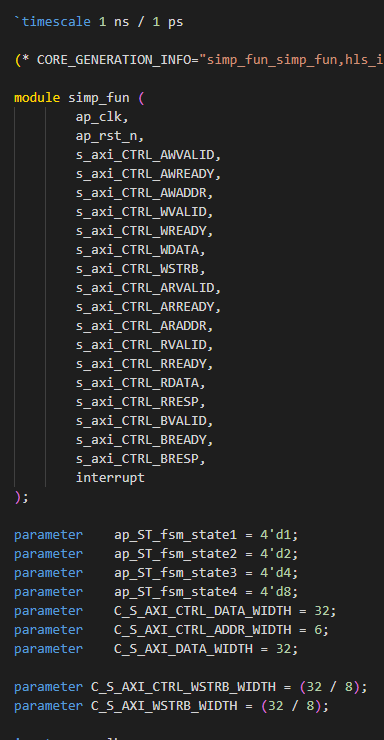 `timescale 1 ns / 1 ps
(* CORE_GENERATION_INFO="simp_fun_simp_fun,hls_i
module simp_fun (
ap_clk,
ap_rst_n,
s_axi_CTRL_AWVALID,
s_axi_CTRL_AWREADY,
s_axi_CTRL_AWADDR,
s_axi_CTRL_WVALID,
s_axi_CTRL_WREADY,
s_axi_CTRL_WDATA,
s_axi_CTRL_WSTRB,
s_axi_CTRL_ARVALID,
s_axi_CTRL_ARREADY,
s_axi_CTRL_ARADDR,
s_axi_CTRL_RVALID,
s_axi_CTRL_RREADY,
s_axi_CTRL_RDATA,
s_axi_CTRL_RRESP,
s_axi_CTRL_BVALID,
s_axi_CTRL_BREADY,
s_axi_CTRL_BRESP,
interrupt
);
parameter    ap_ST_fsm_state1 = 4'd1;
parameter    ap_ST_fsm_state2 = 4'd2;
parameter    ap_ST_fsm_state3 = 4'd4;
parameter    ap_ST_fsm_state4 = 4'd8;
parameter    C_S_AXI_CTRL_DATA_WIDTH = 32;
parameter    C_S_AXI_CTRL_ADDR_WIDTH = 6;
parameter    C_S_AXI_DATA_WIDTH = 32;
parameter C_S_AXI_CTRL_WSTRB_WIDTH = (32 / 8);
parameter C_S_AXI_WSTRB_WIDTH = (32 / 8);